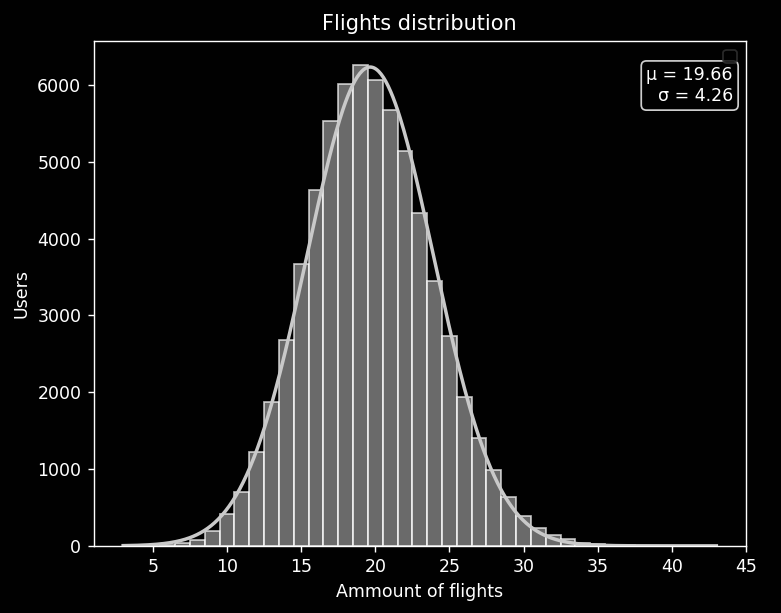 Flights distribution
μ = 19.66
σ = 4.26
6000
5000
4000
3000
2000
1000
0
Users
5 10 15 20 25 30 35 40 45
Ammount of flights